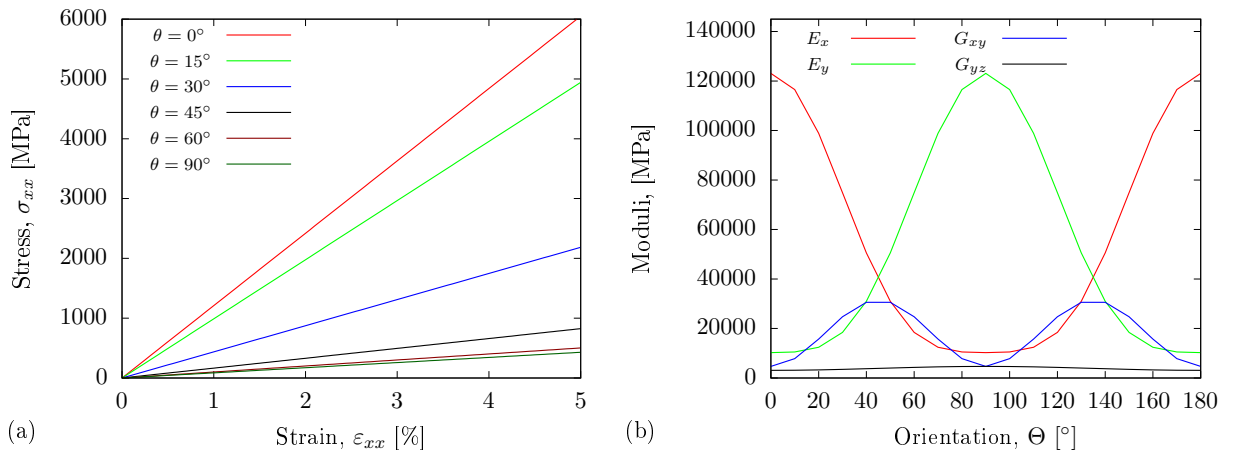 6000
5000
4000
3000
2000
1000
0
Stress, σ_xx [MPa]
θ = 0°
θ = 15°
θ = 30°
θ = 45°
θ = 60°
θ = 90°
0 1 2 3 4 5
Strain, ε_xx [%]
(a)
140000
120000
100000
80000
60000
40000
20000
0
Moduli, [MPa]
E_x G_xy
E_y G_yz
0 20 40 60 80 100 120 140 160 180
Orientation, Θ [°]
(b)